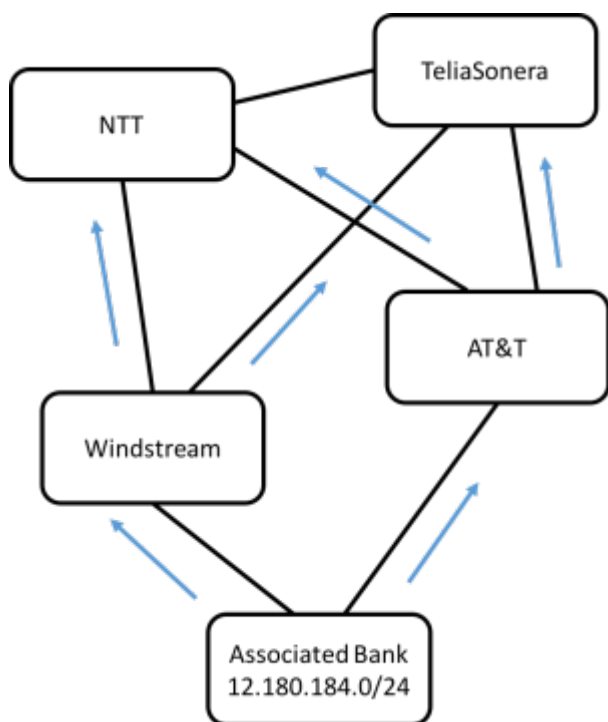 TeliaSonera
NTT
AT&T
Windstream
Associated Bank
12.180.184.0/24